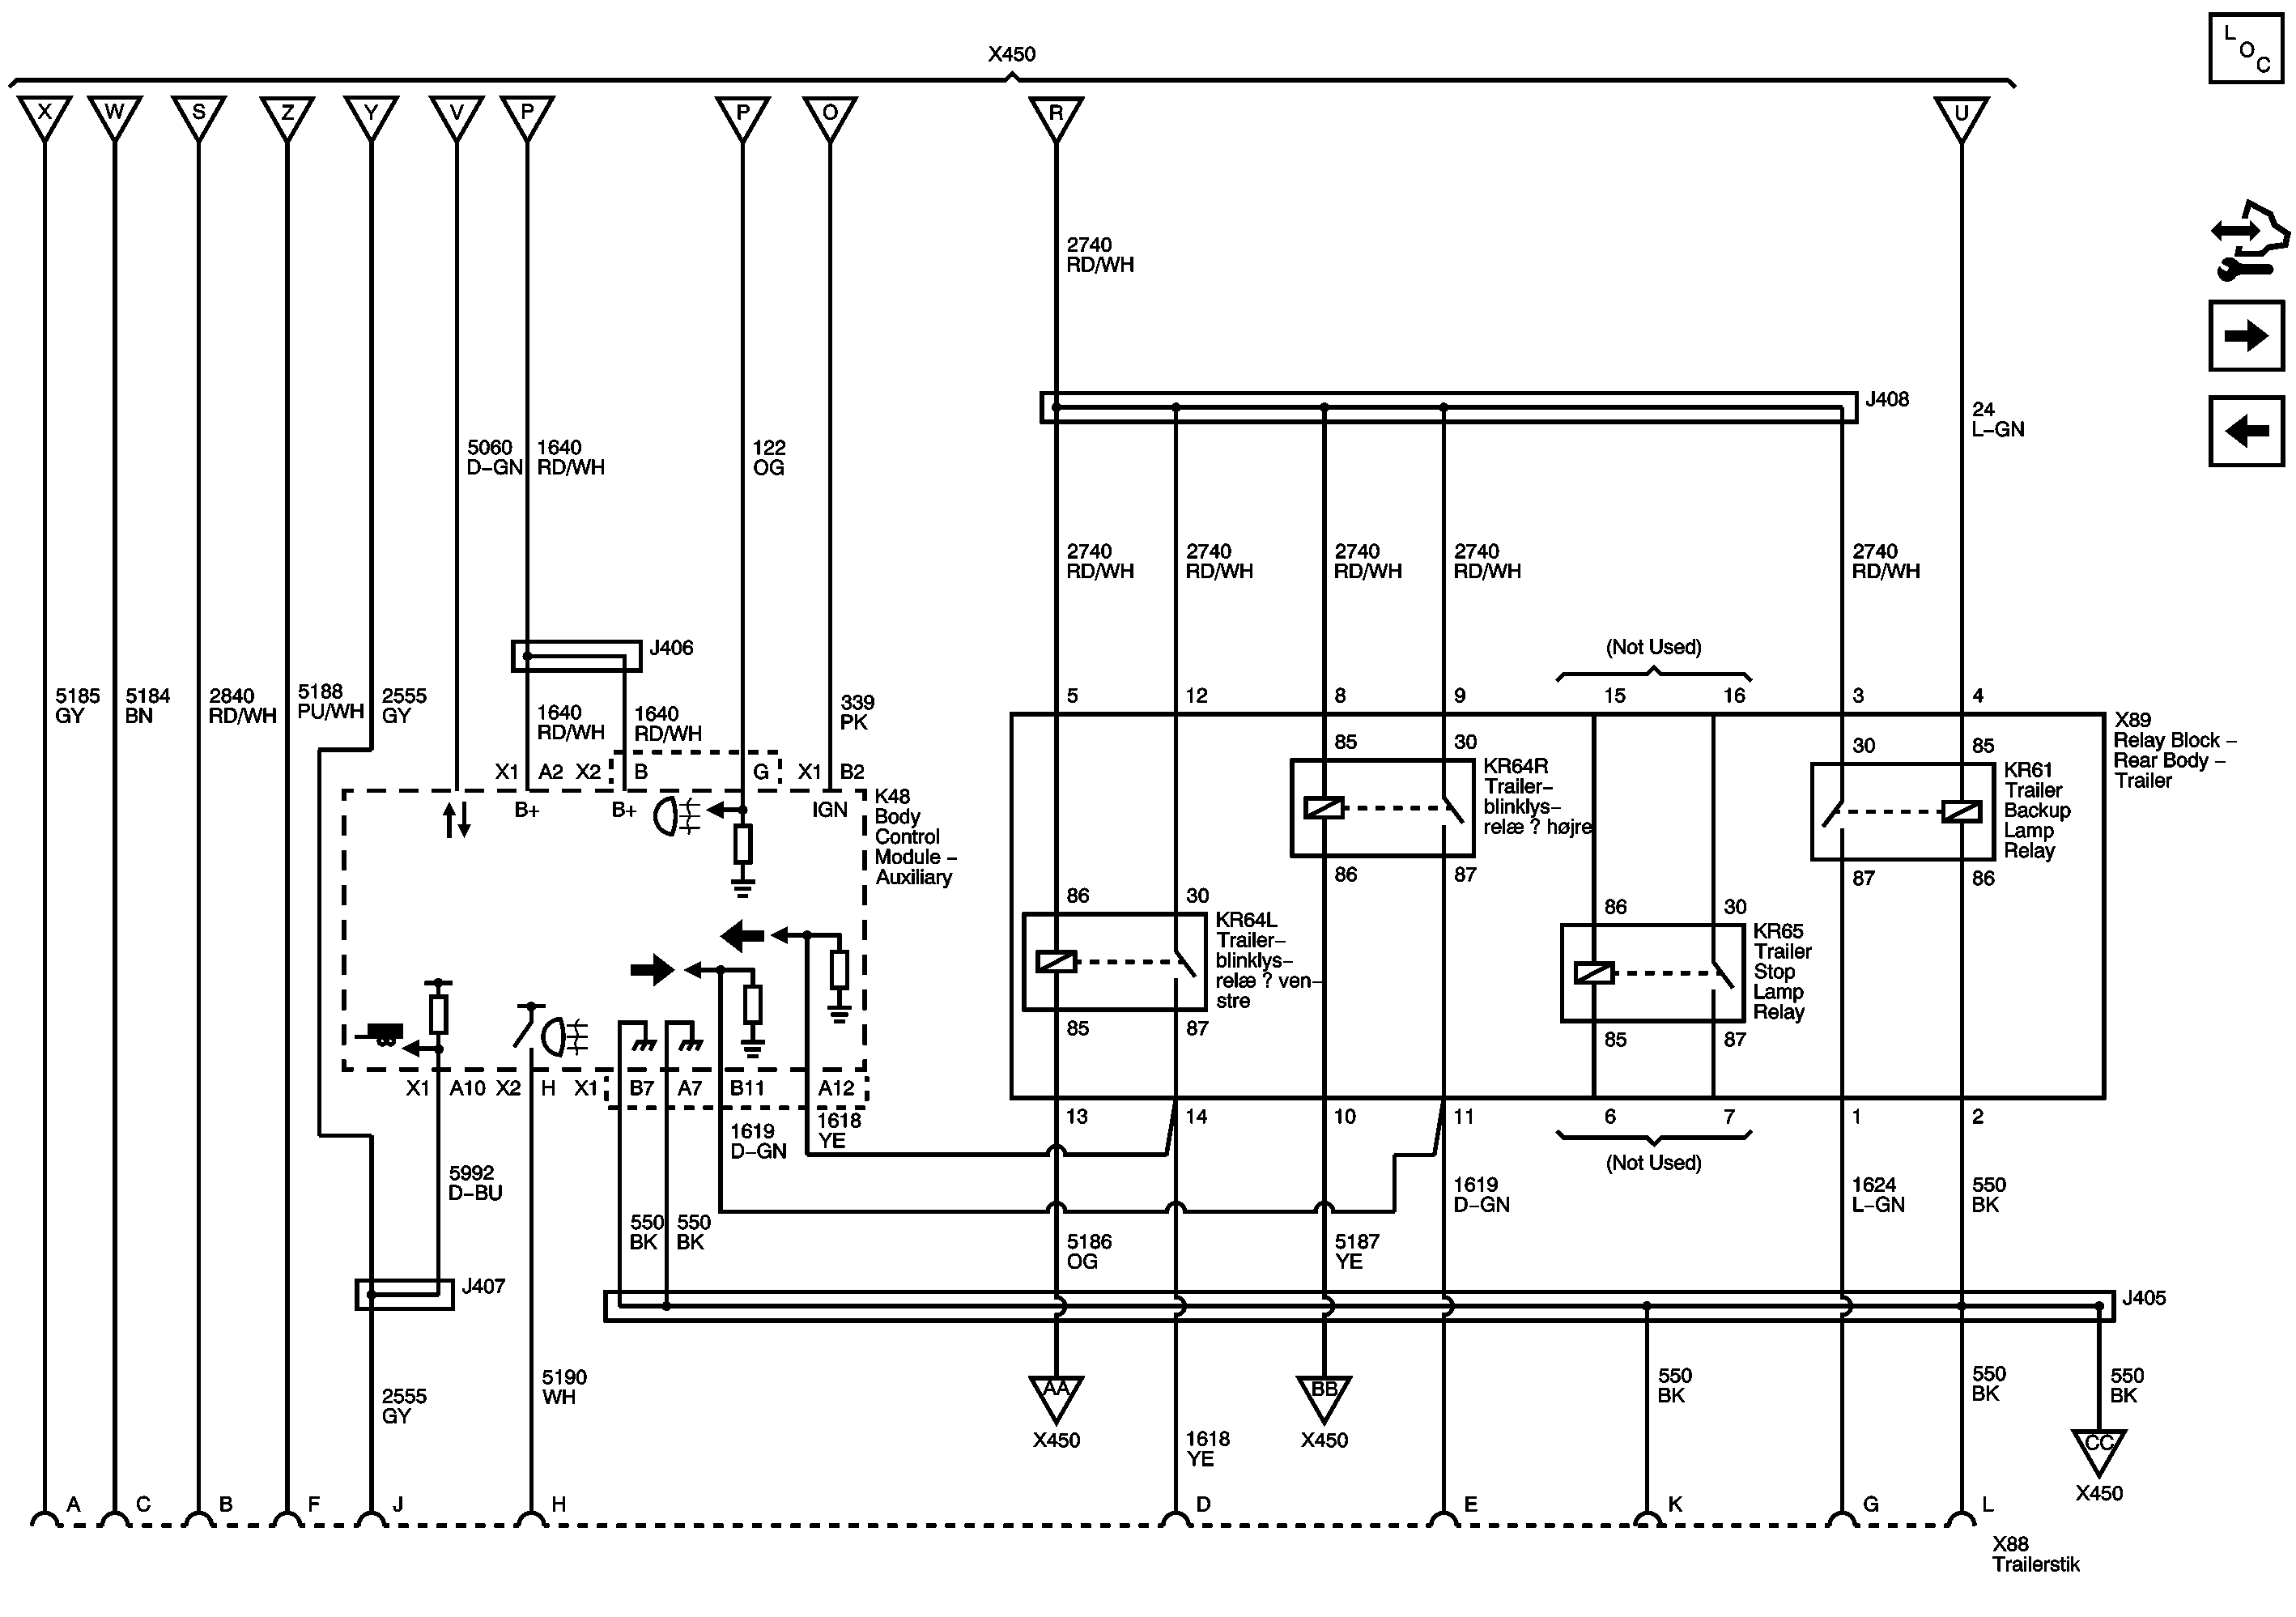 X450
L
O
C
X W S Z Y V P P O R U
2740
RD/WH
J408
24
L-GN
5060
D-GN
1640
RD/WH
122
OG
2740
RD/WH
2740
RD/WH
2740
RD/WH
2740
RD/WH
2740
RD/WH
J406
(Not Used)
5185
GY
5184
BN
2840
RD/WH
5188
PU/WH
2555
GY
1640
RD/WH
1640
RD/WH
339
PK
5 12 8 9 15 16 3 4
X89
Relay Block –
Rear Body –
Trailer
X1 A2 X2 B G X1 B2
B+ B+ IGN
K48
Body
Control
Module –
Auxiliary
85 30
KR64R
Trailer–
blinklys–
relæ ? højre
86 87
30 85
KR61
Trailer
Backup
Lamp
Relay
87 86
86 30
KR64L
Trailer–
blinklys–
relæ ? ven–
stre
85 87
86 30
KR65
Trailer
Stop
Lamp
Relay
85 87
X1 A10 X2 H X1 B7 A7 B11 A12
13 14 10 11 6 7 1 2
(Not Used)
1619
D-GN
1618
YE
5992
D-BU
550
BK
550
BK
5186
OG
5187
YE
1619
D-GN
1624
L-GN
550
BK
J407
J405
2555
GY
5190
WH
AA
X450
BB
X450
1618
YE
550
BK
550
BK
550
BK
CC
X450
A C B F J H D E K G L
X88
Trailerstik